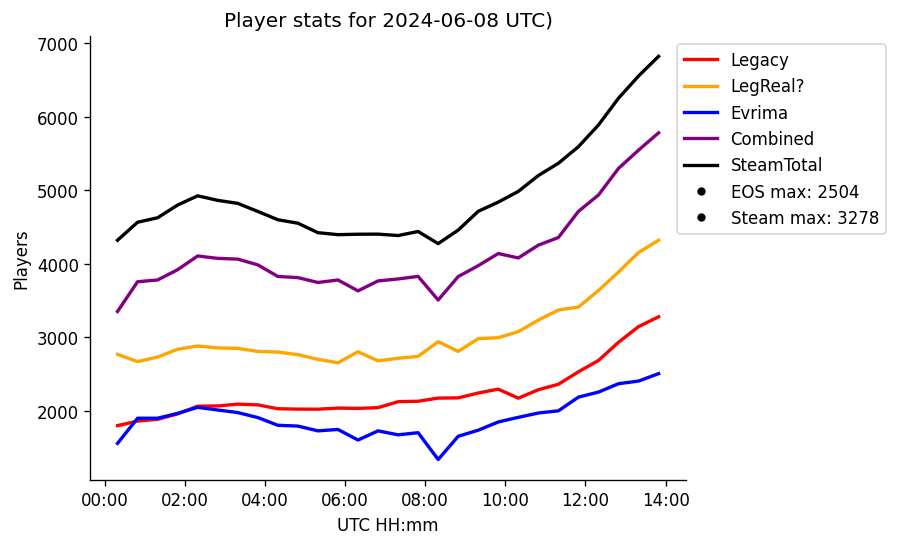 Player stats for 2024-06-08 UTC)
7000
6000
5000
4000
3000
2000
Players
00:00 02:00 04:00 06:00 08:00 10:00 12:00 14:00
UTC HH:mm
Legacy
LegReal?
Evrima
Combined
SteamTotal
EOS max: 2504
Steam max: 3278